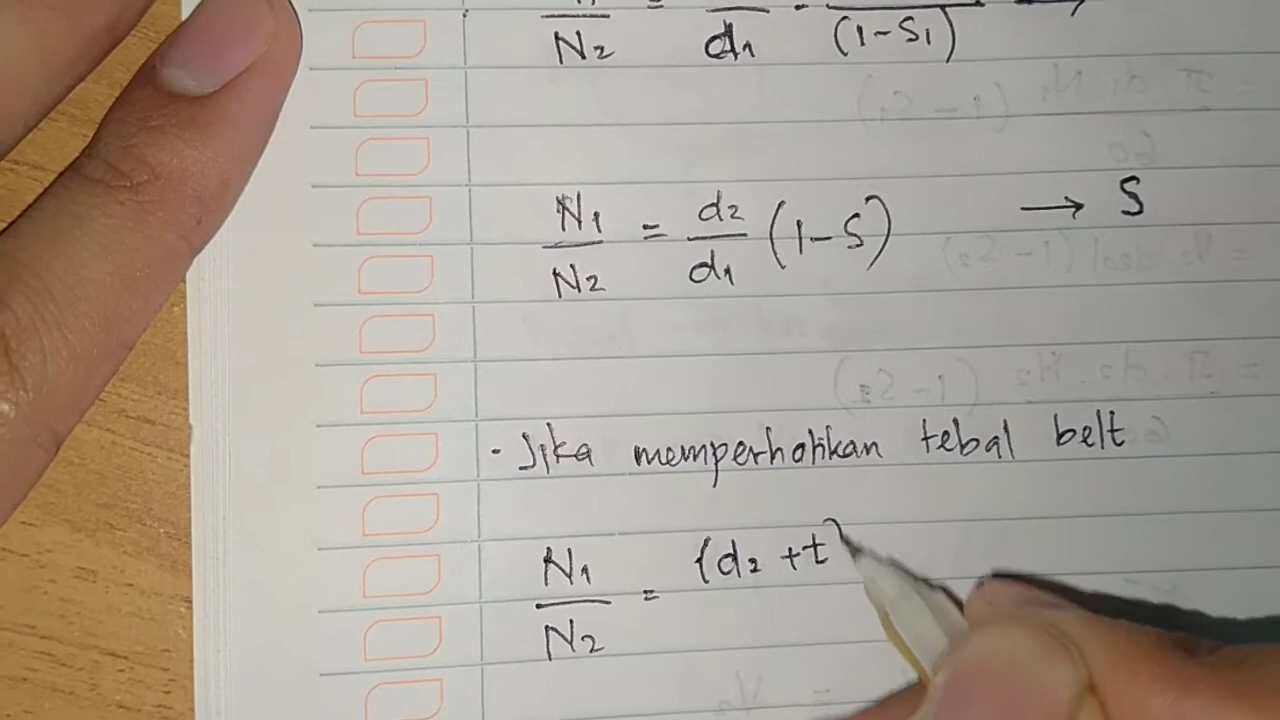 N2 = d1 · (1-S1) →
N1/N2 = d2/d1 (1-S) → S
· Jika memperhatikan tebal belt
N1/N2 = (d2 +t)